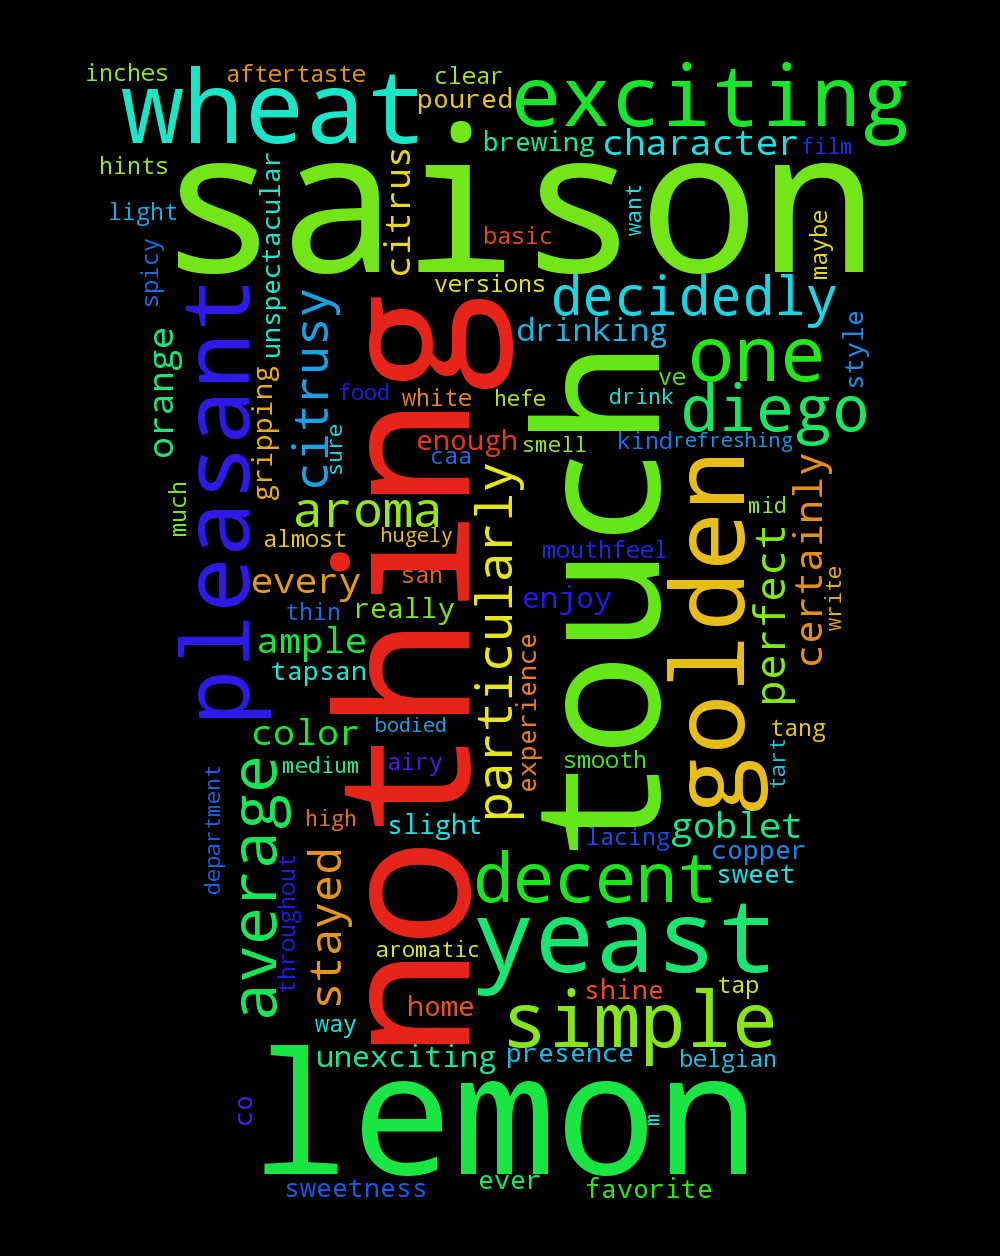 inches
aftertaste
clear
wheat
poured
exciting
brewing
character
film
hints
saison
citrus
unspectacular
light
want
basic
maybe
spicy
versions
decidedly
pleasant
nothing
citrusy
drinking
orange
one
style
touch
gripping
food
white
hefe
drink
ve
diego
sure
enough
smell
kind
refreshing
caa
much
aroma
particularly
golden
certainly
almost
hugely
mid
every
san
mouthfeel
perfect
write
thin
really
enjoy
ample
tapsan
experience
color
bodied
tang
medium
airy
smooth
tart
department
average
high
slight
lacing
goblet
copper
throughout
stayed
decent
sweet
yeast
aromatic
home
shine
tap
way
simple
unexciting
presence
belgian
co
lemon
m
sweetness
ever
favorite